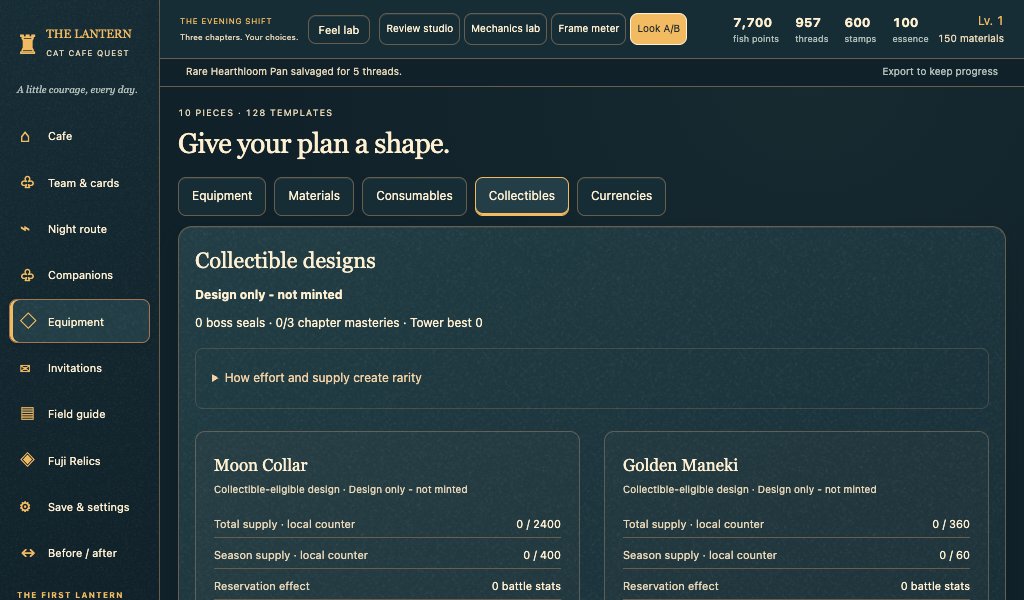 THE LANTERN
CAT CAFE QUEST
A little courage, every day.
Cafe
Team & cards
Night route
Companions
Equipment
Invitations
Field guide
Fuji Relics
Save & settings
Before / after
THE FIRST LANTERN
THE EVENING SHIFT
Three chapters. Your choices.
Feel lab
Review studio
Mechanics lab
Frame meter
Look A/B
7,700
fish points
957
threads
600
stamps
100
essence
Lv. 1
150 materials
Rare Hearthloom Pan salvaged for 5 threads.
Export to keep progress
10 PIECES · 128 TEMPLATES
Give your plan a shape.
Equipment
Materials
Consumables
Collectibles
Currencies
Collectible designs
Design only - not minted
0 boss seals · 0/3 chapter masteries · Tower best 0
How effort and supply create rarity
Moon Collar
Collectible-eligible design · Design only - not minted
Total supply · local counter 0 / 2400
Season supply · local counter 0 / 400
Reservation effect 0 battle stats
Golden Maneki
Collectible-eligible design · Design only - not minted
Total supply · local counter 0 / 360
Season supply · local counter 0 / 60
Reservation effect 0 battle stats